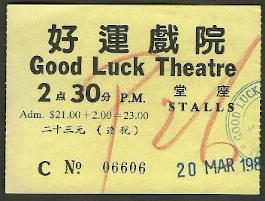 好運戲院
Good Luck Theatre
2点30分 P.M. 堂座
STALLS
Adm. $21.00 + 2.00 = 23.00
二十三元（連稅）
C Nº 06606
20 MAR 198
GOOD LUCK